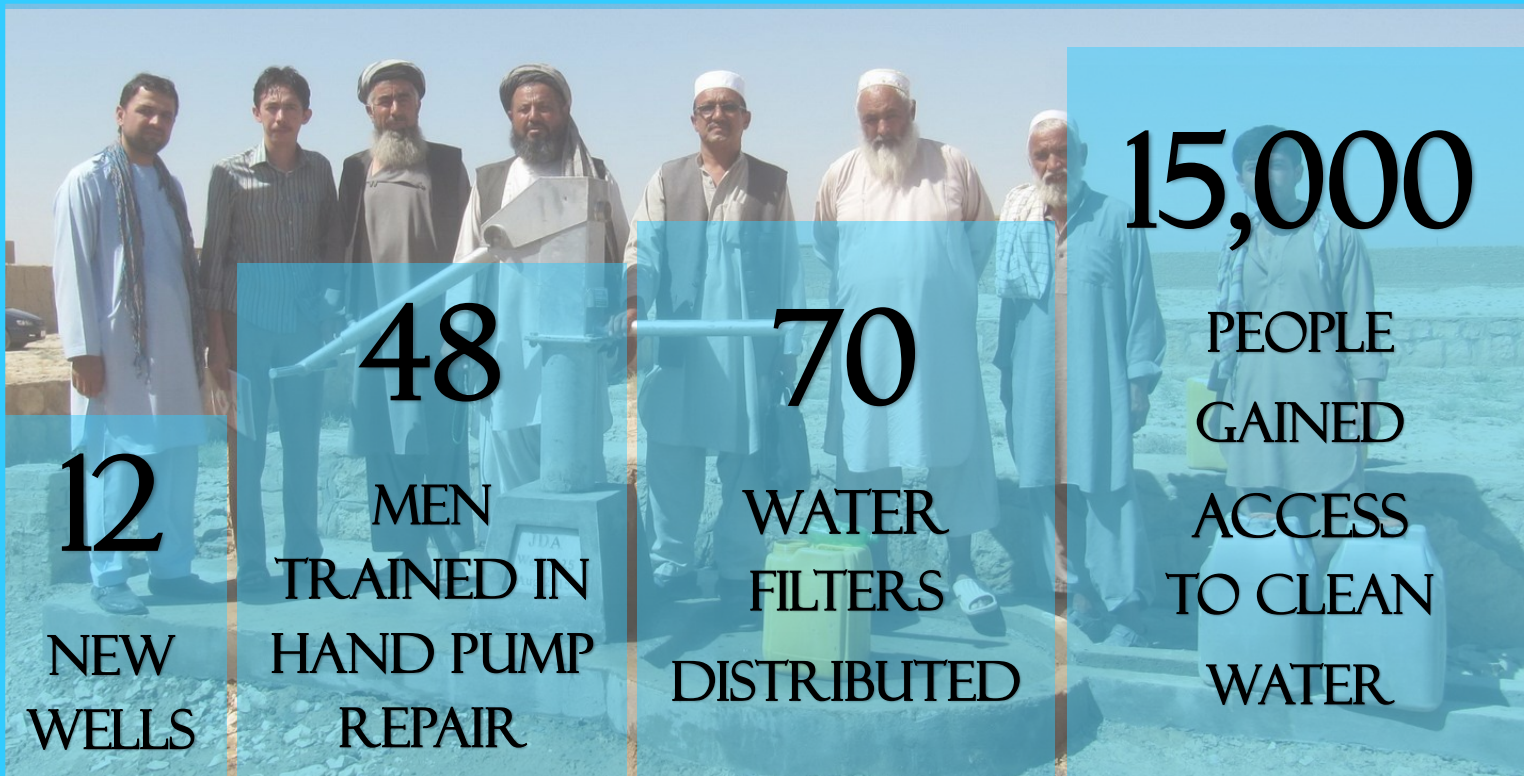 12
NEW
WELLS
48
MEN
TRAINED IN
HAND PUMP
REPAIR
70
WATER
FILTERS
DISTRIBUTED
15,000
PEOPLE
GAINED
ACCESS
TO CLEAN
WATER
JDA